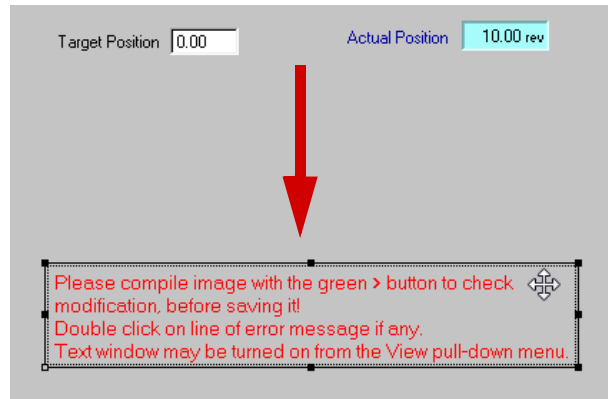 Target Position 0.00 Actual Position 10.00 rev
Please compile image with the green > button to check
modification, before saving it!
Double click on line of error message if any.
Text window may be turned on from the View pull-down menu.